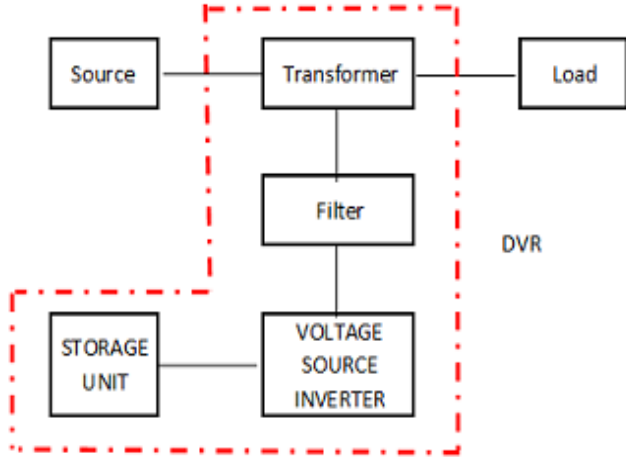 Source
Transformer
Load
Filter
DVR
STORAGE
UNIT
VOLTAGE
SOURCE
INVERTER